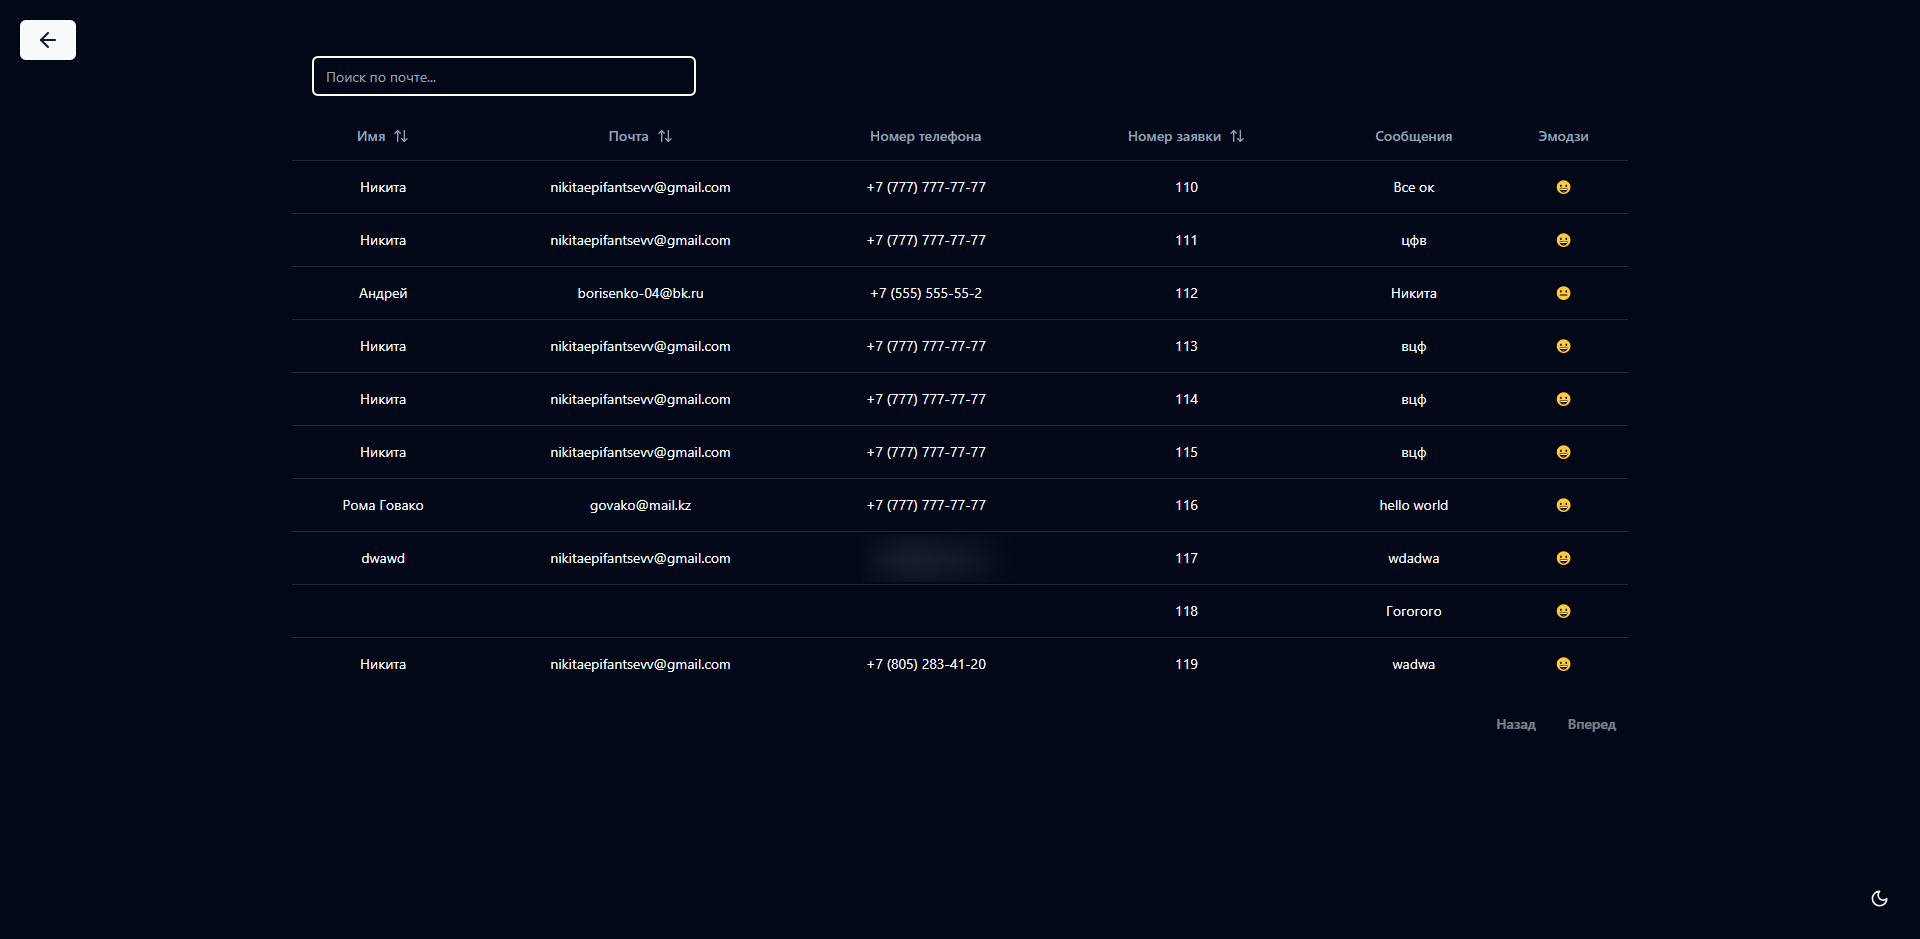 Поиск по почте...
Имя Почта Номер телефона Номер заявки Сообщения Эмодзи
Никита nikitaepifantsevv@gmail.com +7 (777) 777-77-77 110 Все ок
Никита nikitaepifantsevv@gmail.com +7 (777) 777-77-77 111 цфв
Андрей borisenko-04@bk.ru +7 (555) 555-55-2 112 Никита
Никита nikitaepifantsevv@gmail.com +7 (777) 777-77-77 113 вцф
Никита nikitaepifantsevv@gmail.com +7 (777) 777-77-77 114 вцф
Никита nikitaepifantsevv@gmail.com +7 (777) 777-77-77 115 вцф
Рома Говако govako@mail.kz +7 (777) 777-77-77 116 hello world
dwawd nikitaepifantsevv@gmail.com 117 wdadwa
118 Гогогого
Никита nikitaepifantsevv@gmail.com +7 (805) 283-41-20 119 wadwa
Назад Вперед